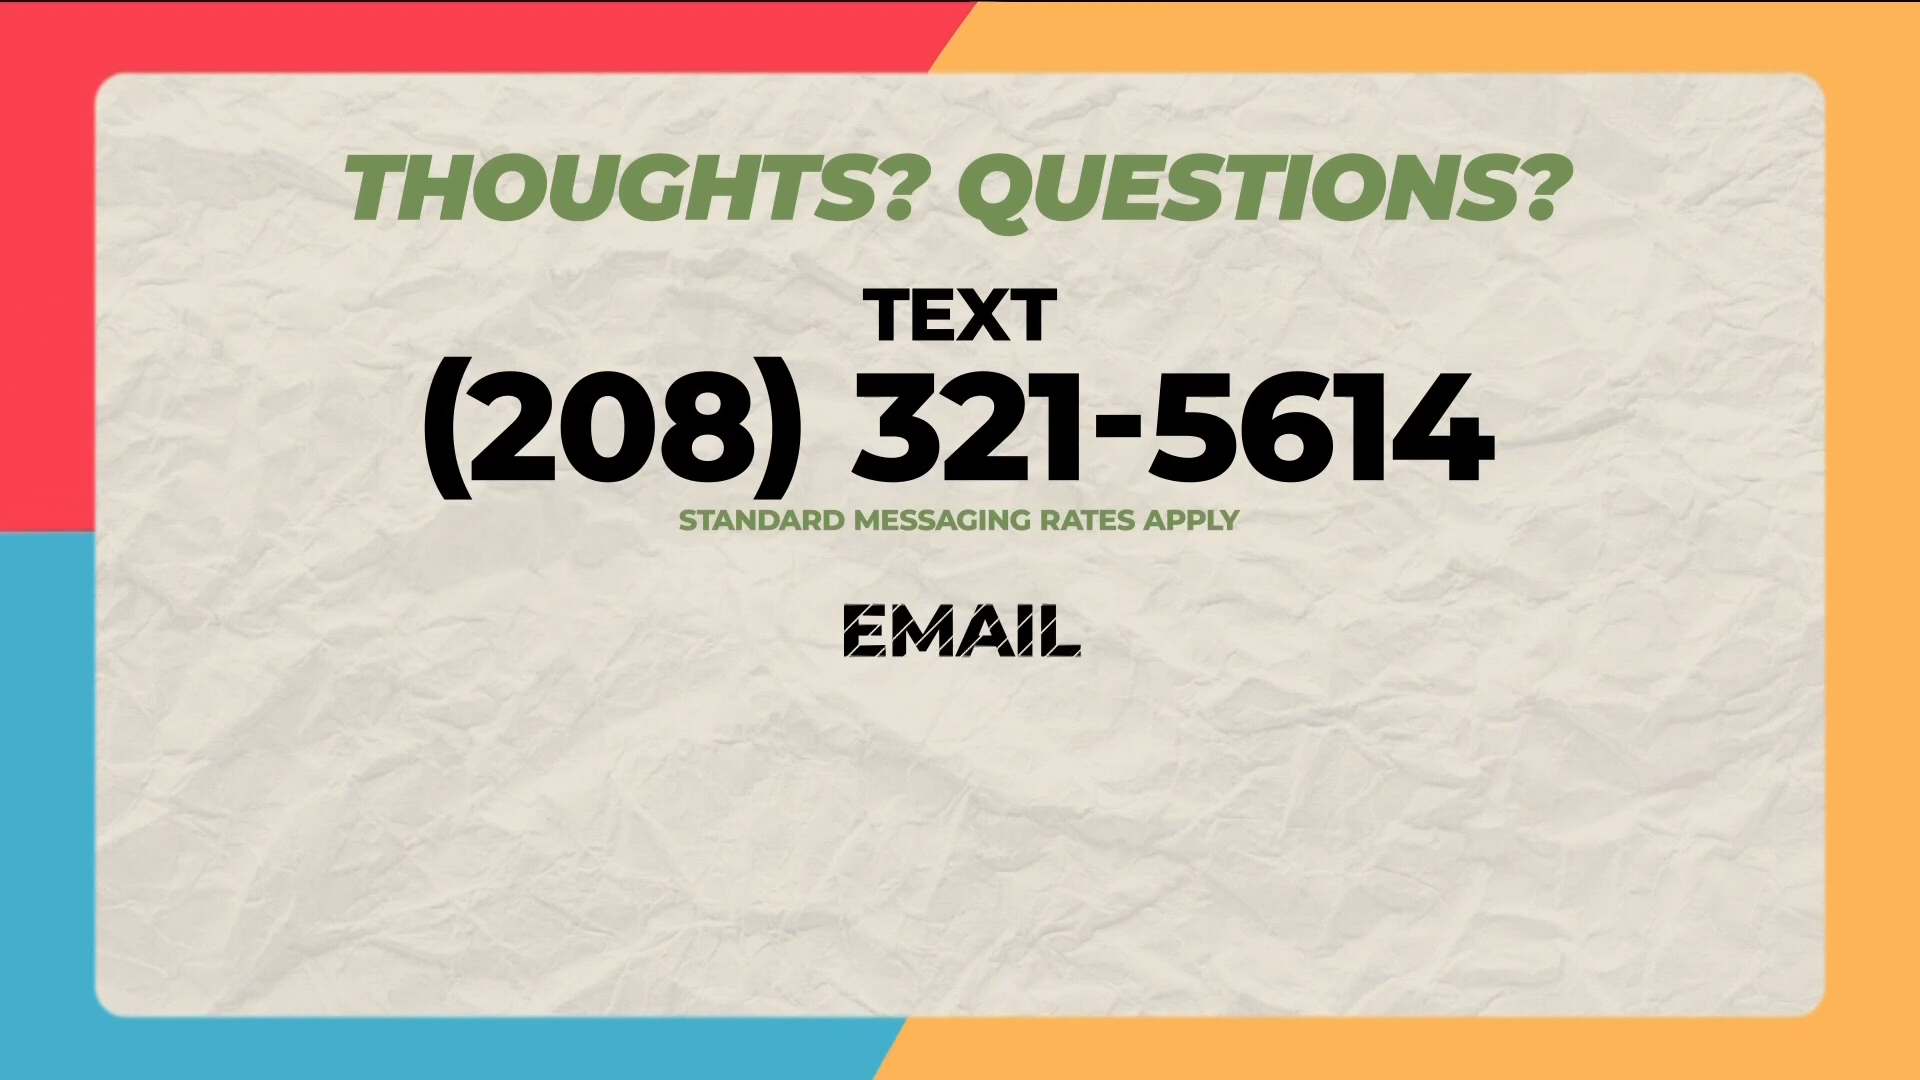 THOUGHTS? QUESTIONS?
TEXT
(208) 321-5614
STANDARD MESSAGING RATES APPLY
EMAIL